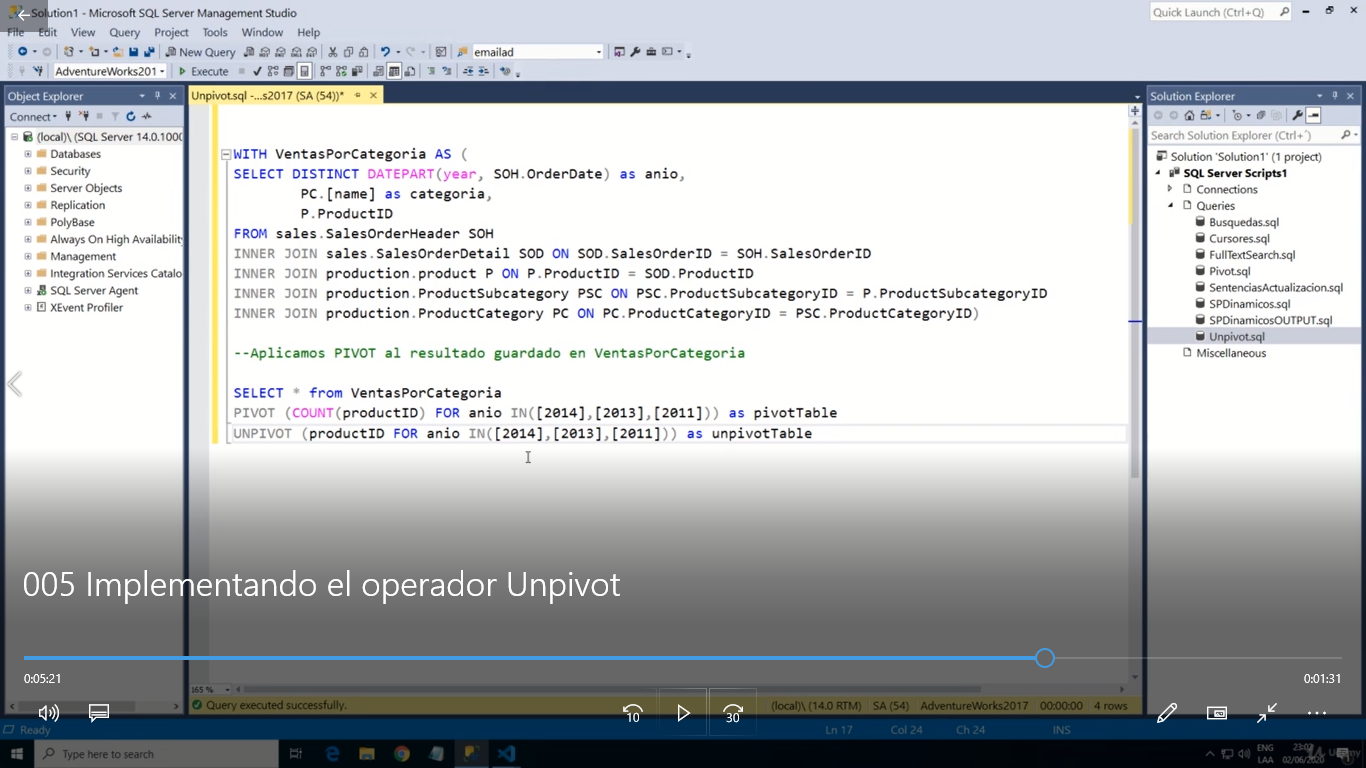 Solution1 - Microsoft SQL Server Management Studio
Quick Launch (Ctrl+Q)
File Edit View Query Project Tools Window Help
New Query
emailad
AdventureWorks201
Execute
Object Explorer
Connect
(local)\ (SQL Server 14.0.1000
Databases
Security
Server Objects
Replication
PolyBase
Always On High Availability
Management
Integration Services Catalo
SQL Server Agent
XEvent Profiler
Unpivot.sql -...s2017 (SA (54))*
WITH VentasPorCategoria AS (
SELECT DISTINCT DATEPART(year, SOH.OrderDate) as anio,
PC.[name] as categoria,
P.ProductID
FROM sales.SalesOrderHeader SOH
INNER JOIN sales.SalesOrderDetail SOD ON SOD.SalesOrderID = SOH.SalesOrderID
INNER JOIN production.product P ON P.ProductID = SOD.ProductID
INNER JOIN production.ProductSubcategory PSC ON PSC.ProductSubcategoryID = P.ProductSubcategoryID
INNER JOIN production.ProductCategory PC ON PC.ProductCategoryID = PSC.ProductCategoryID)
--Aplicamos PIVOT al resultado guardado en VentasPorCategoria
SELECT * from VentasPorCategoria
PIVOT (COUNT(productID) FOR anio IN([2014],[2013],[2011])) as pivotTable
UNPIVOT (productID FOR anio IN([2014],[2013],[2011])) as unpivotTable
Solution Explorer
Search Solution Explorer (Ctrl+´)
Solution 'Solution1' (1 project)
SQL Server Scripts1
Connections
Queries
Busquedas.sql
Cursores.sql
FullTextSearch.sql
Pivot.sql
SentenciasActualizacion.sql
SPDinamicos.sql
SPDinamicosOUTPUT.sql
Unpivot.sql
Miscellaneous
005 Implementando el operador Unpivot
0:05:21
0:01:31
165 %
Query executed successfully.
(local)\ (14.0 RTM) SA (54) AdventureWorks2017 00:00:00 4 rows
10
30
Ready
Ln 17 Col 24 Ch 24 INS
Type here to search
ENG
LAA
23:02
02/06/2020